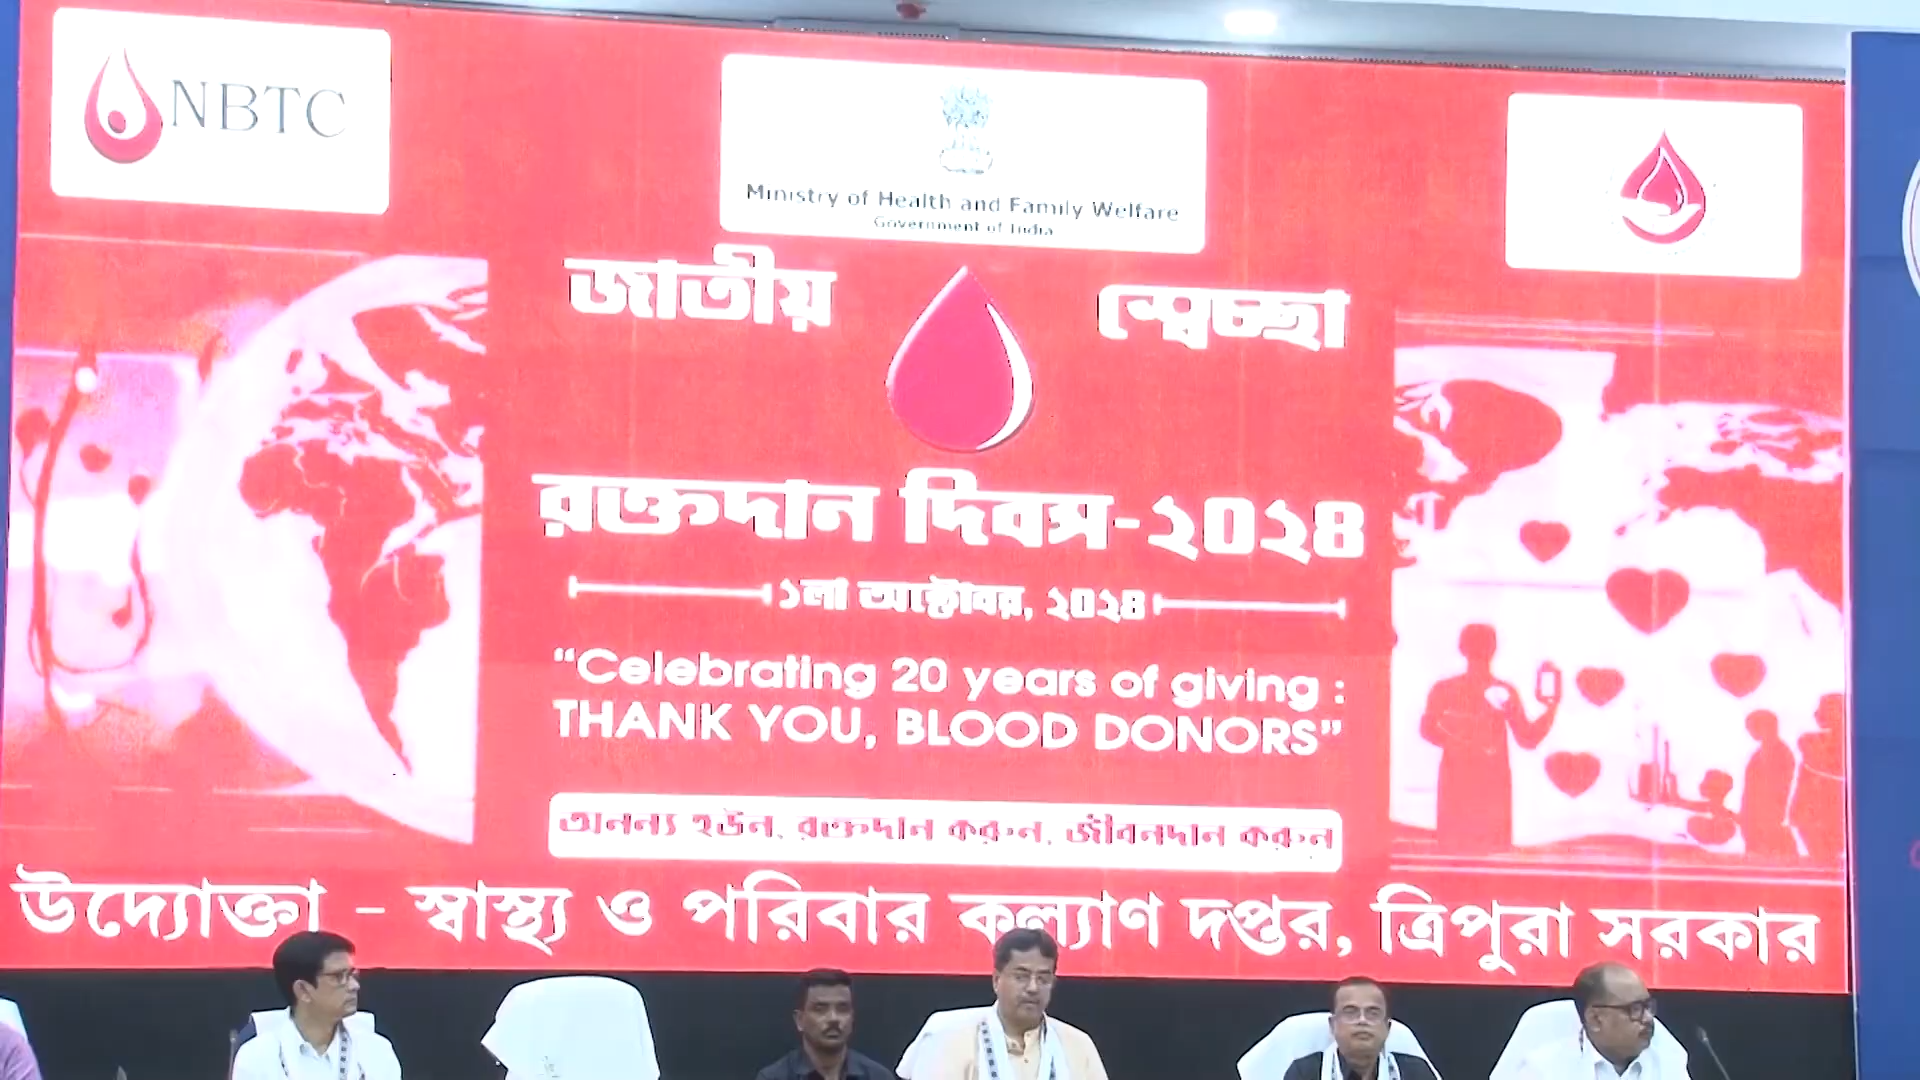 NBTC
Ministry of Health and Family Welfare
Government of India
জাতীয় স্বেচ্ছা
রক্তদান দিবস-২০২৪
১লা অক্টোবর, ২০২৪
“Celebrating 20 years of giving :
THANK YOU, BLOOD DONORS”
অনন্য হউন, রক্তদান করুন, জীবনদান করুন
উদ্যোক্তা - স্বাস্থ্য ও পরিবার কল্যাণ দপ্তর, ত্রিপুরা সরকার